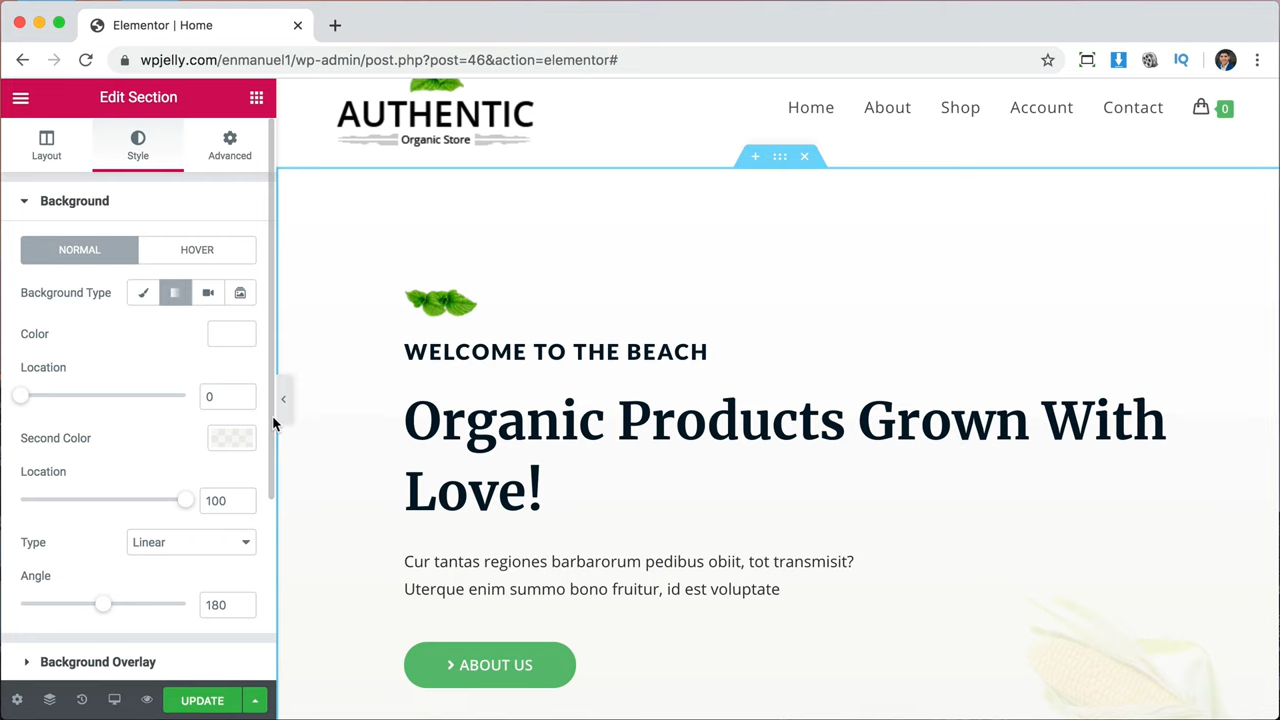 Elementor | Home
wpjelly.com/enmanuel1/wp-admin/post.php?post=46&action=elementor#
IQ
Edit Section
Layout
Style
Advanced
Background
NORMAL
HOVER
Background Type
Color
Location
0
Second Color
Location
100
Type
Linear
Angle
180
Background Overlay
UPDATE
AUTHENTIC
Organic Store
Home
About
Shop
Account
Contact
0
WELCOME TO THE BEACH
Organic Products Grown With
Love!
Cur tantas regiones barbarorum pedibus obiit, tot transmisit?
Uterque enim summo bono fruitur, id est voluptate
ABOUT US